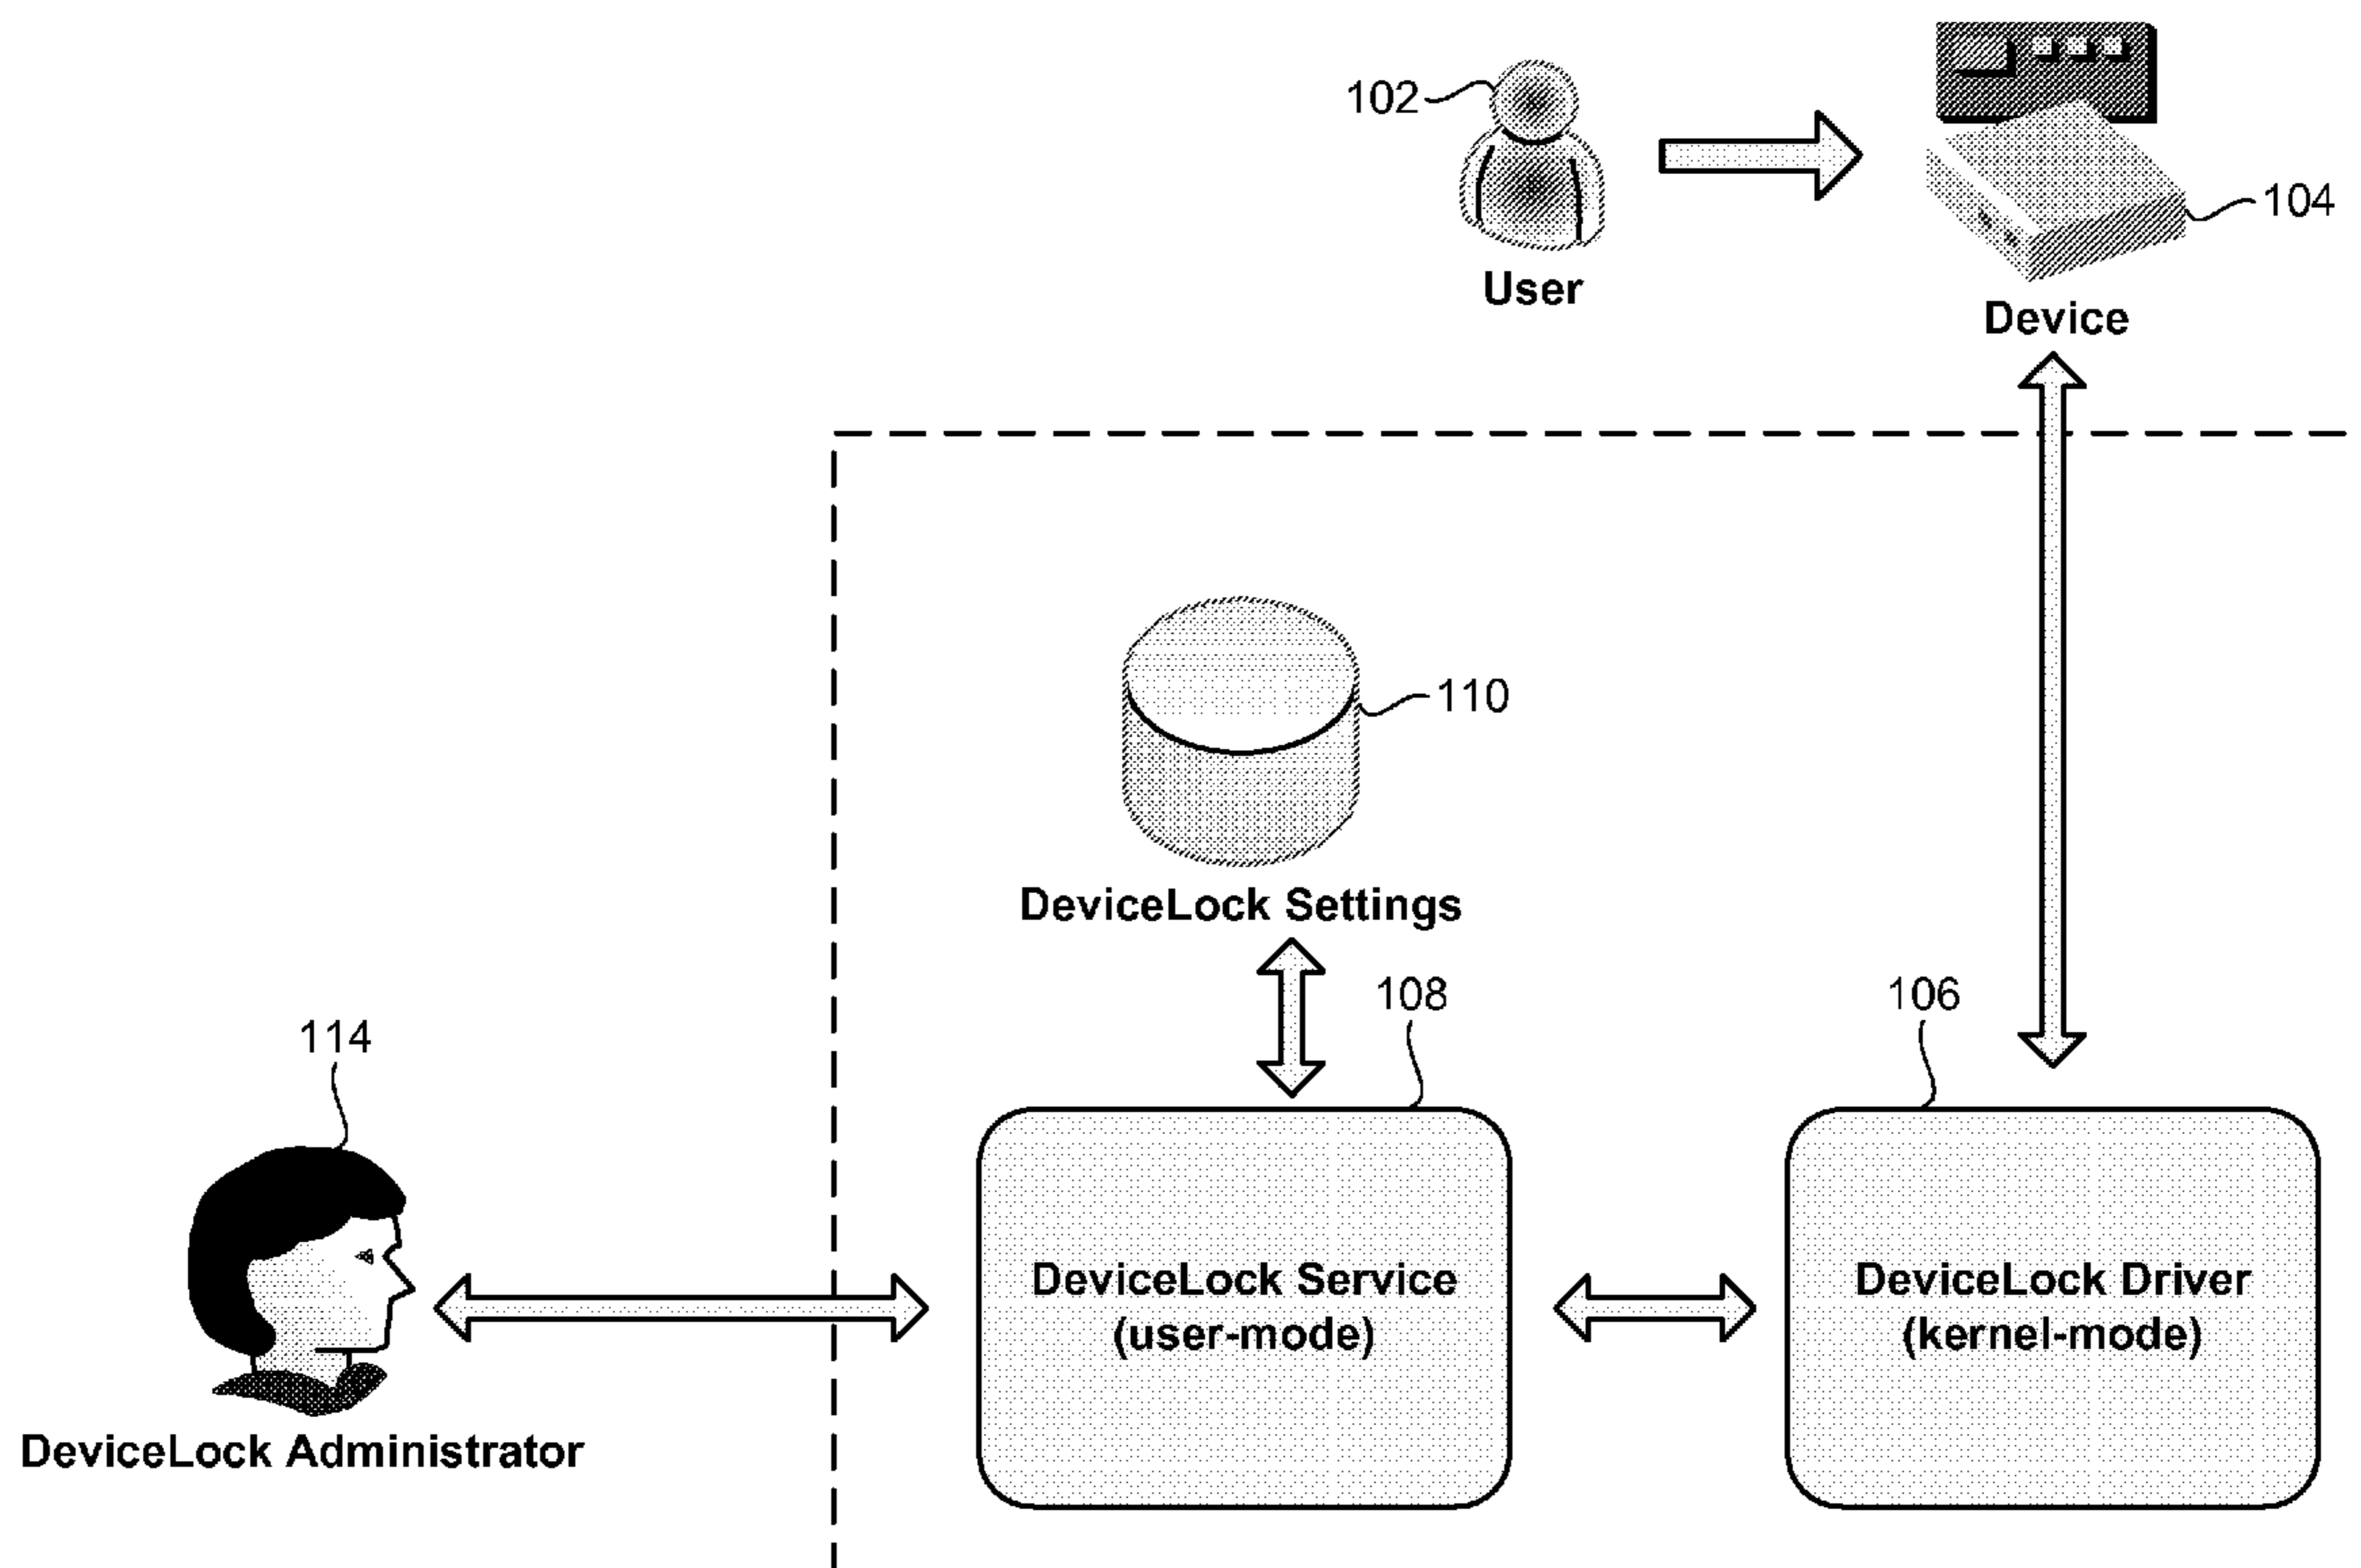 102
104
User
Device
110
DeviceLock Settings
108
106
114
DeviceLock Service
(user-mode)
DeviceLock Driver
(kernel-mode)
DeviceLock Administrator